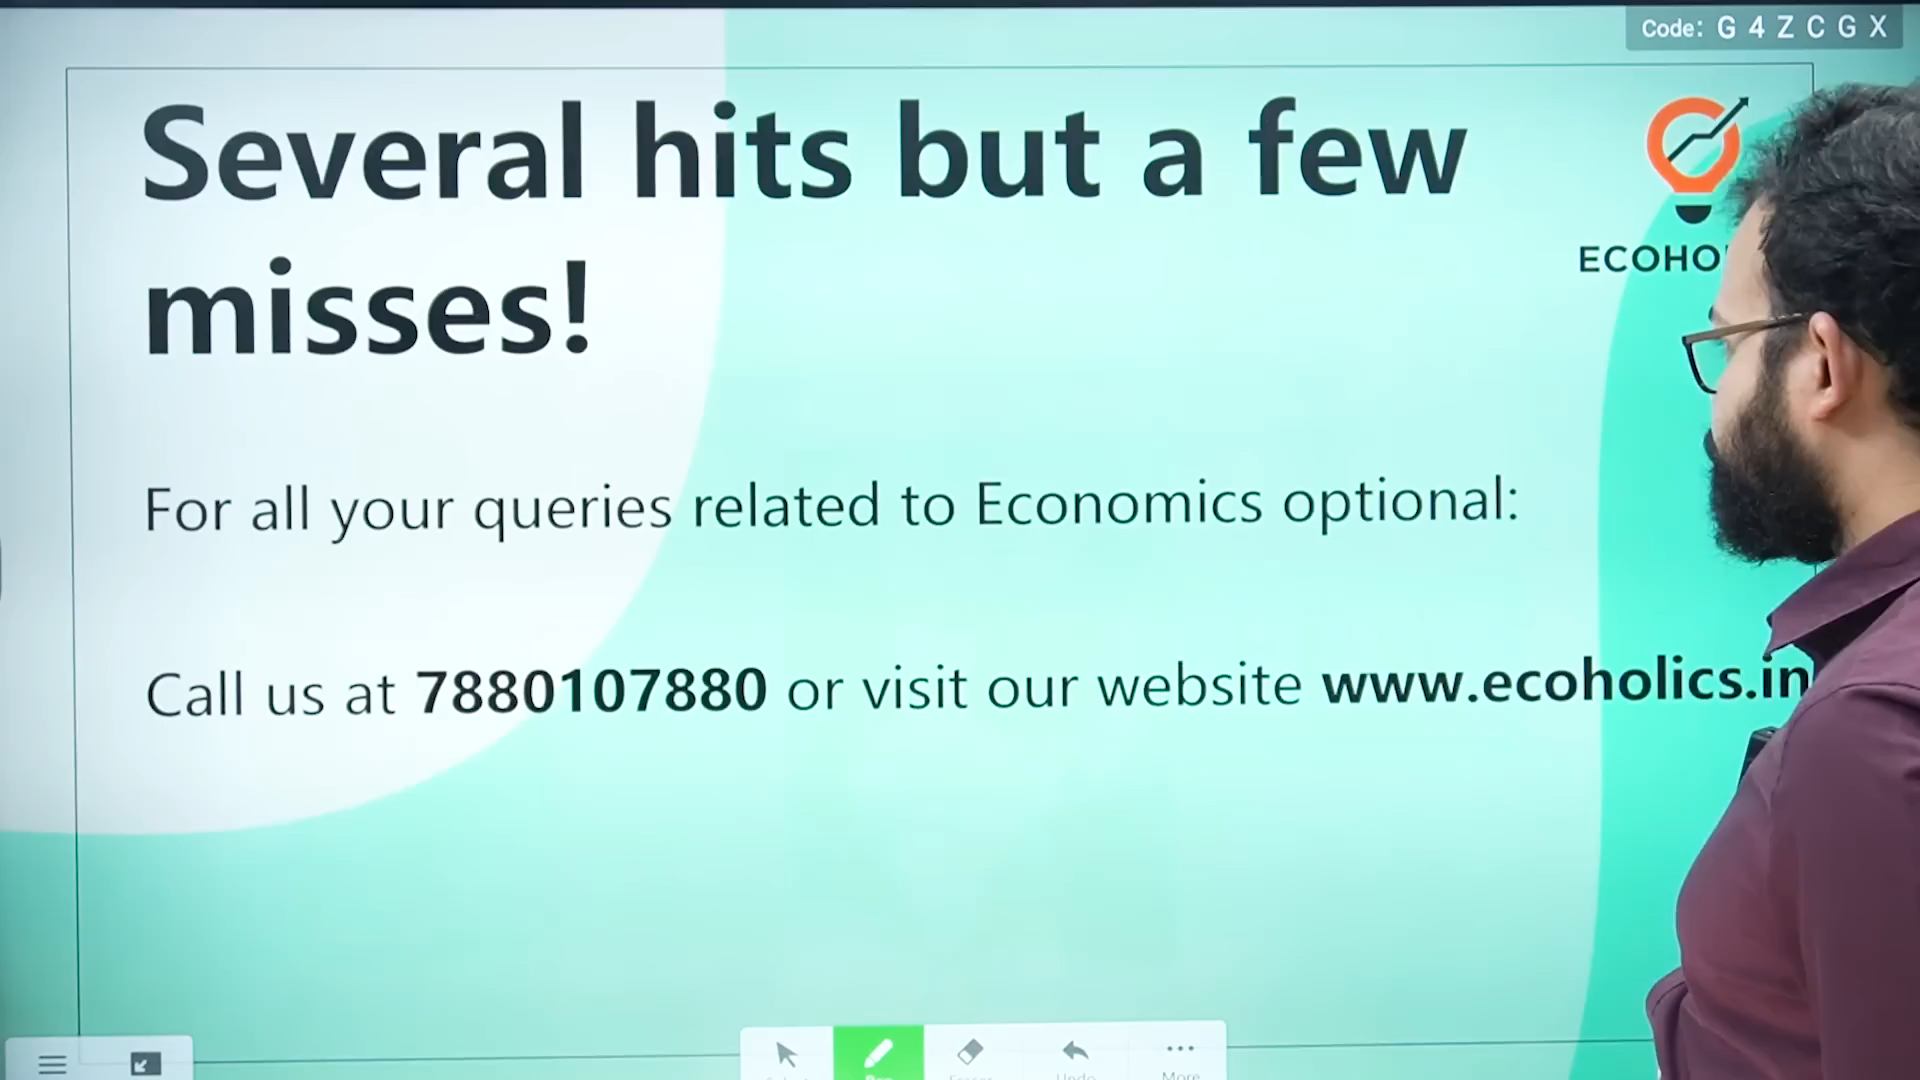 Code: G 4 Z C G X
Several hits but a few
misses!
ECOHO
For all your queries related to Economics optional:
Call us at 7880107880 or visit our website www.ecoholics.in
Undo
More